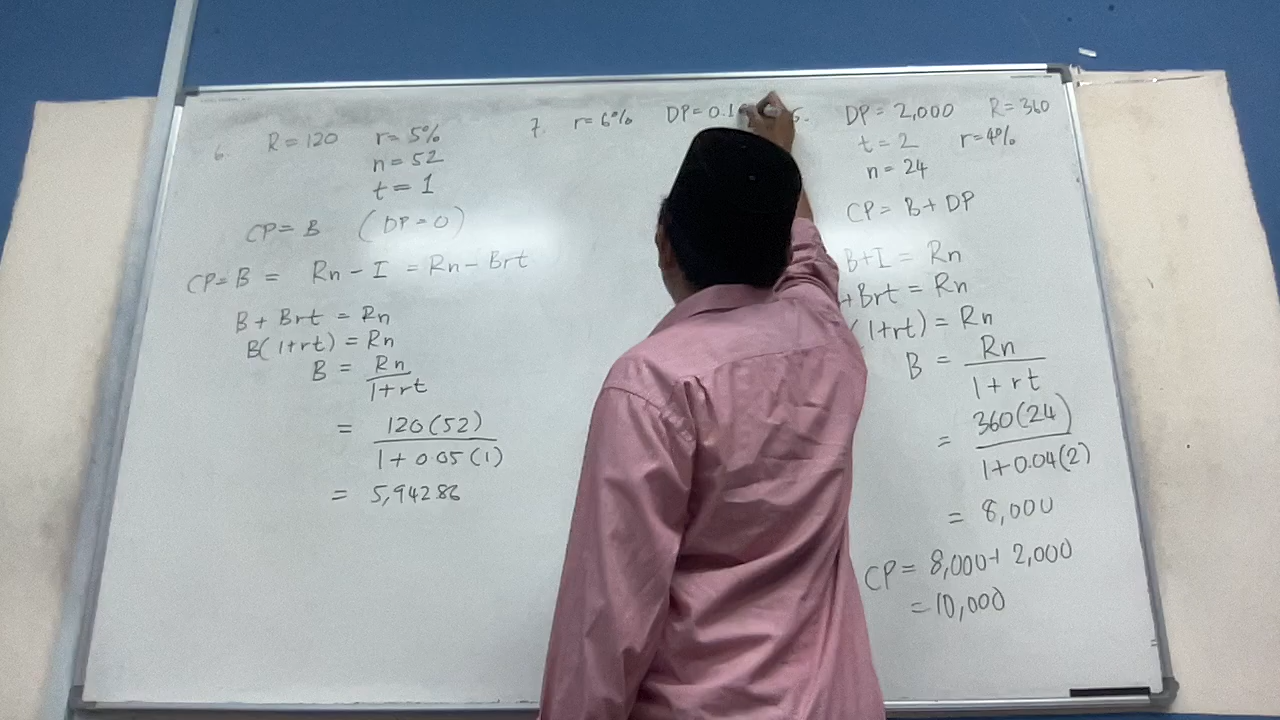 6. R = 120 r = 5%
n = 52
t = 1
CP = B (DP = 0)
CP = B = Rn - I = Rn - Brt
B + Brt = Rn
B(1+rt) = Rn
B = Rn / 1+rt
= 120(52) / 1+0.05(1)
= 5,942.86
7. r = 6% DP = 0.1
5. DP = 2,000 R = 360
t = 2 r = 4%
n = 24
CP = B + DP
B + I = Rn
+ Brt = Rn
(1+rt) = Rn
B = Rn / 1 + rt
= 360(24) / 1+0.04(2)
= 8,000
CP = 8,000 + 2,000
= 10,000